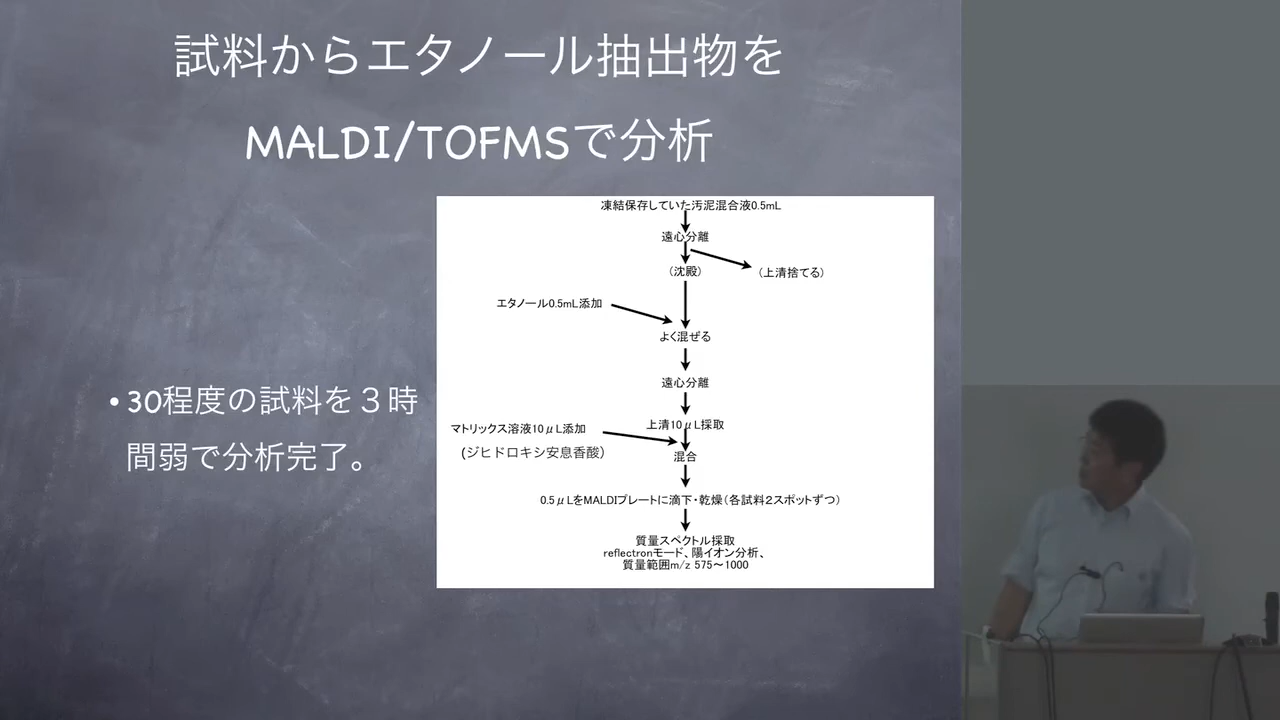 試料からエタノール抽出物を
MALDI/TOFMSで分析
• 30程度の試料を３時
間弱で分析完了。
凍結保存していた汚泥混合液0.5mL
遠心分離
(沈殿)
(上清捨てる)
エタノール0.5mL添加
よく混ぜる
遠心分離
上清10μL採取
マトリックス溶液10μL添加
(ジヒドロキシ安息香酸)
混合
0.5μLをMALDIプレートに滴下・乾燥(各試料2スポットずつ)
質量スペクトル採取
reflectronモード、陽イオン分析、
質量範囲m/z 575～1000